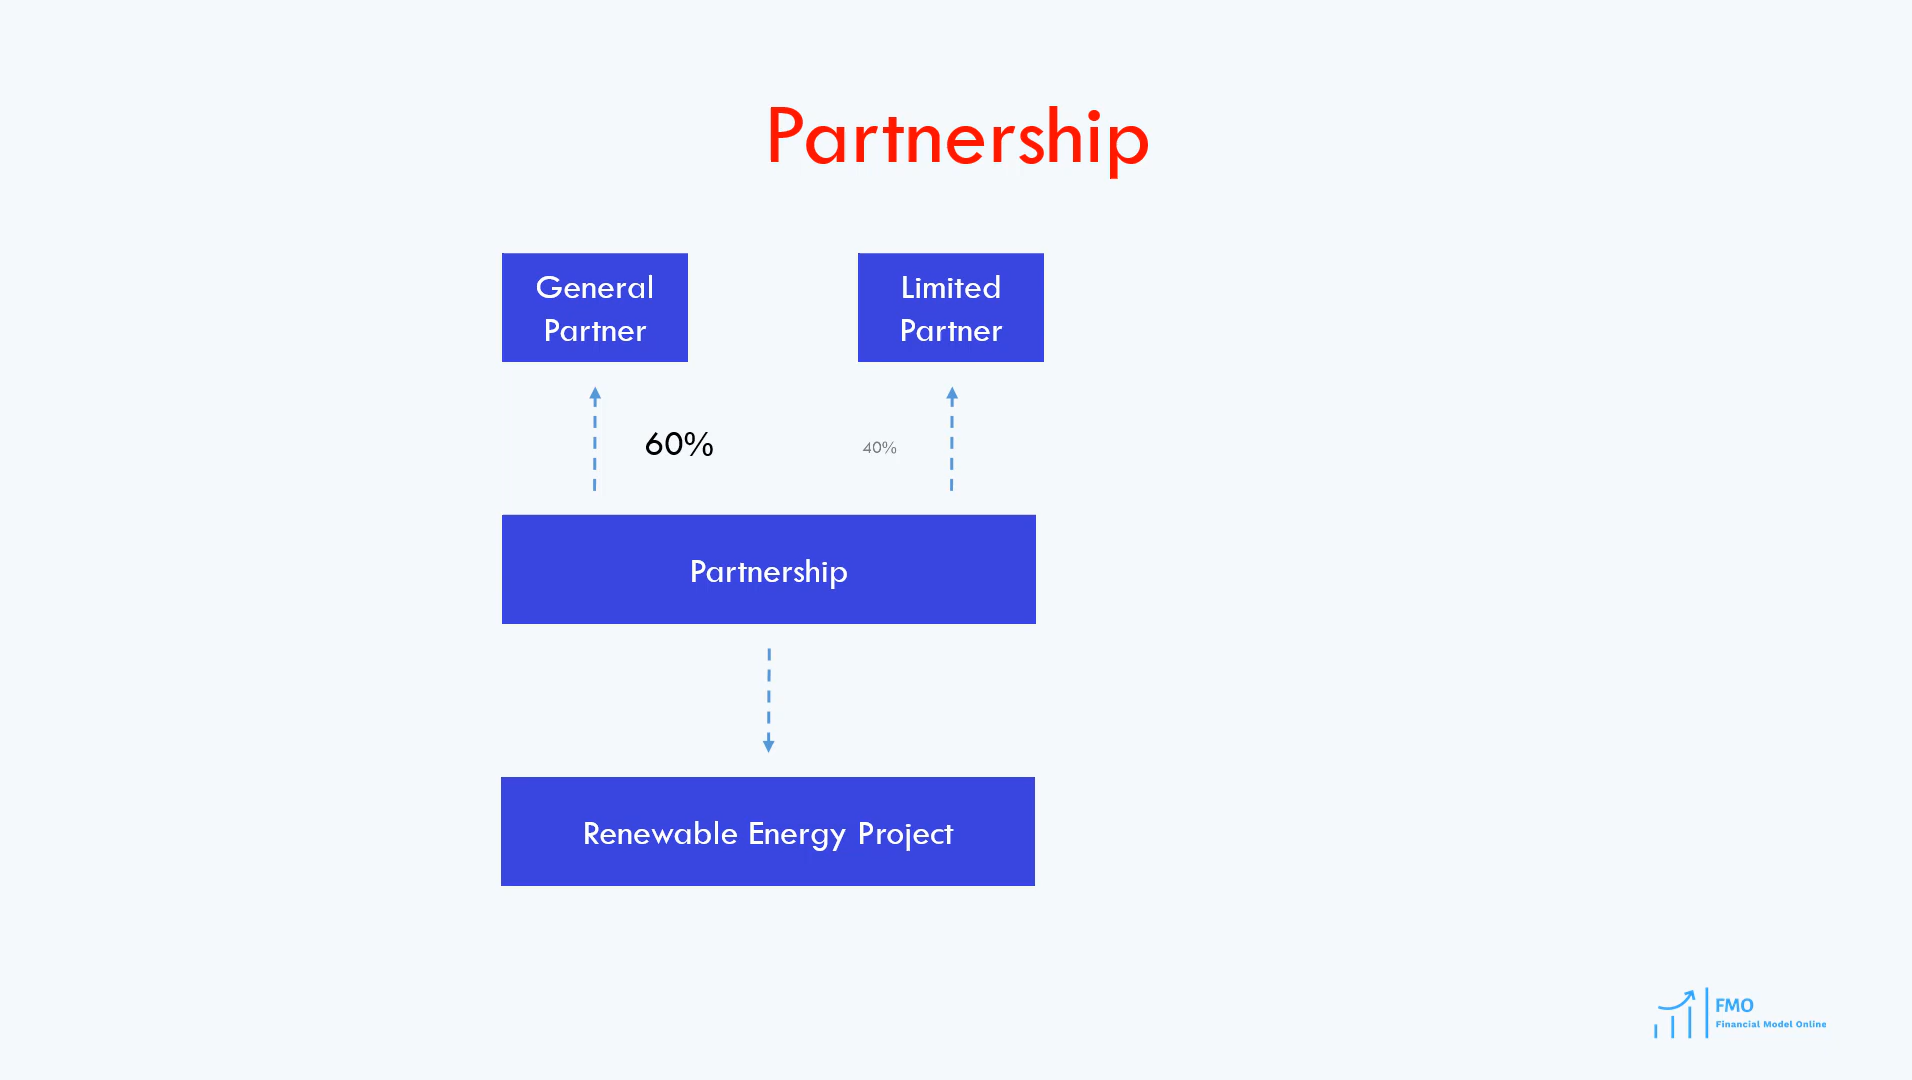 Partnership
General
Partner
Limited
Partner
60%
40%
Partnership
Renewable Energy Project
FMO
Financial Model Online